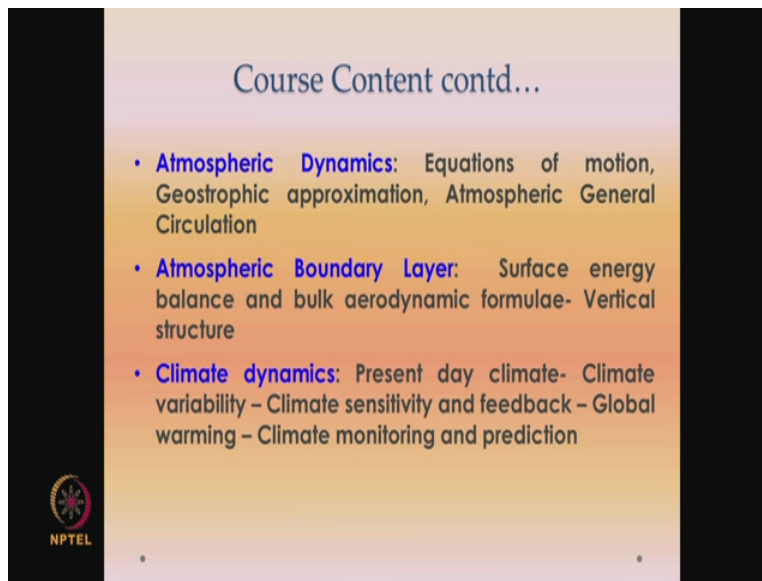 Course Content contd...
• Atmospheric Dynamics: Equations of motion,
Geostrophic approximation, Atmospheric General
Circulation
• Atmospheric Boundary Layer: Surface energy
balance and bulk aerodynamic formulae- Vertical
structure
• Climate dynamics: Present day climate- Climate
variability – Climate sensitivity and feedback – Global
warming – Climate monitoring and prediction
NPTEL